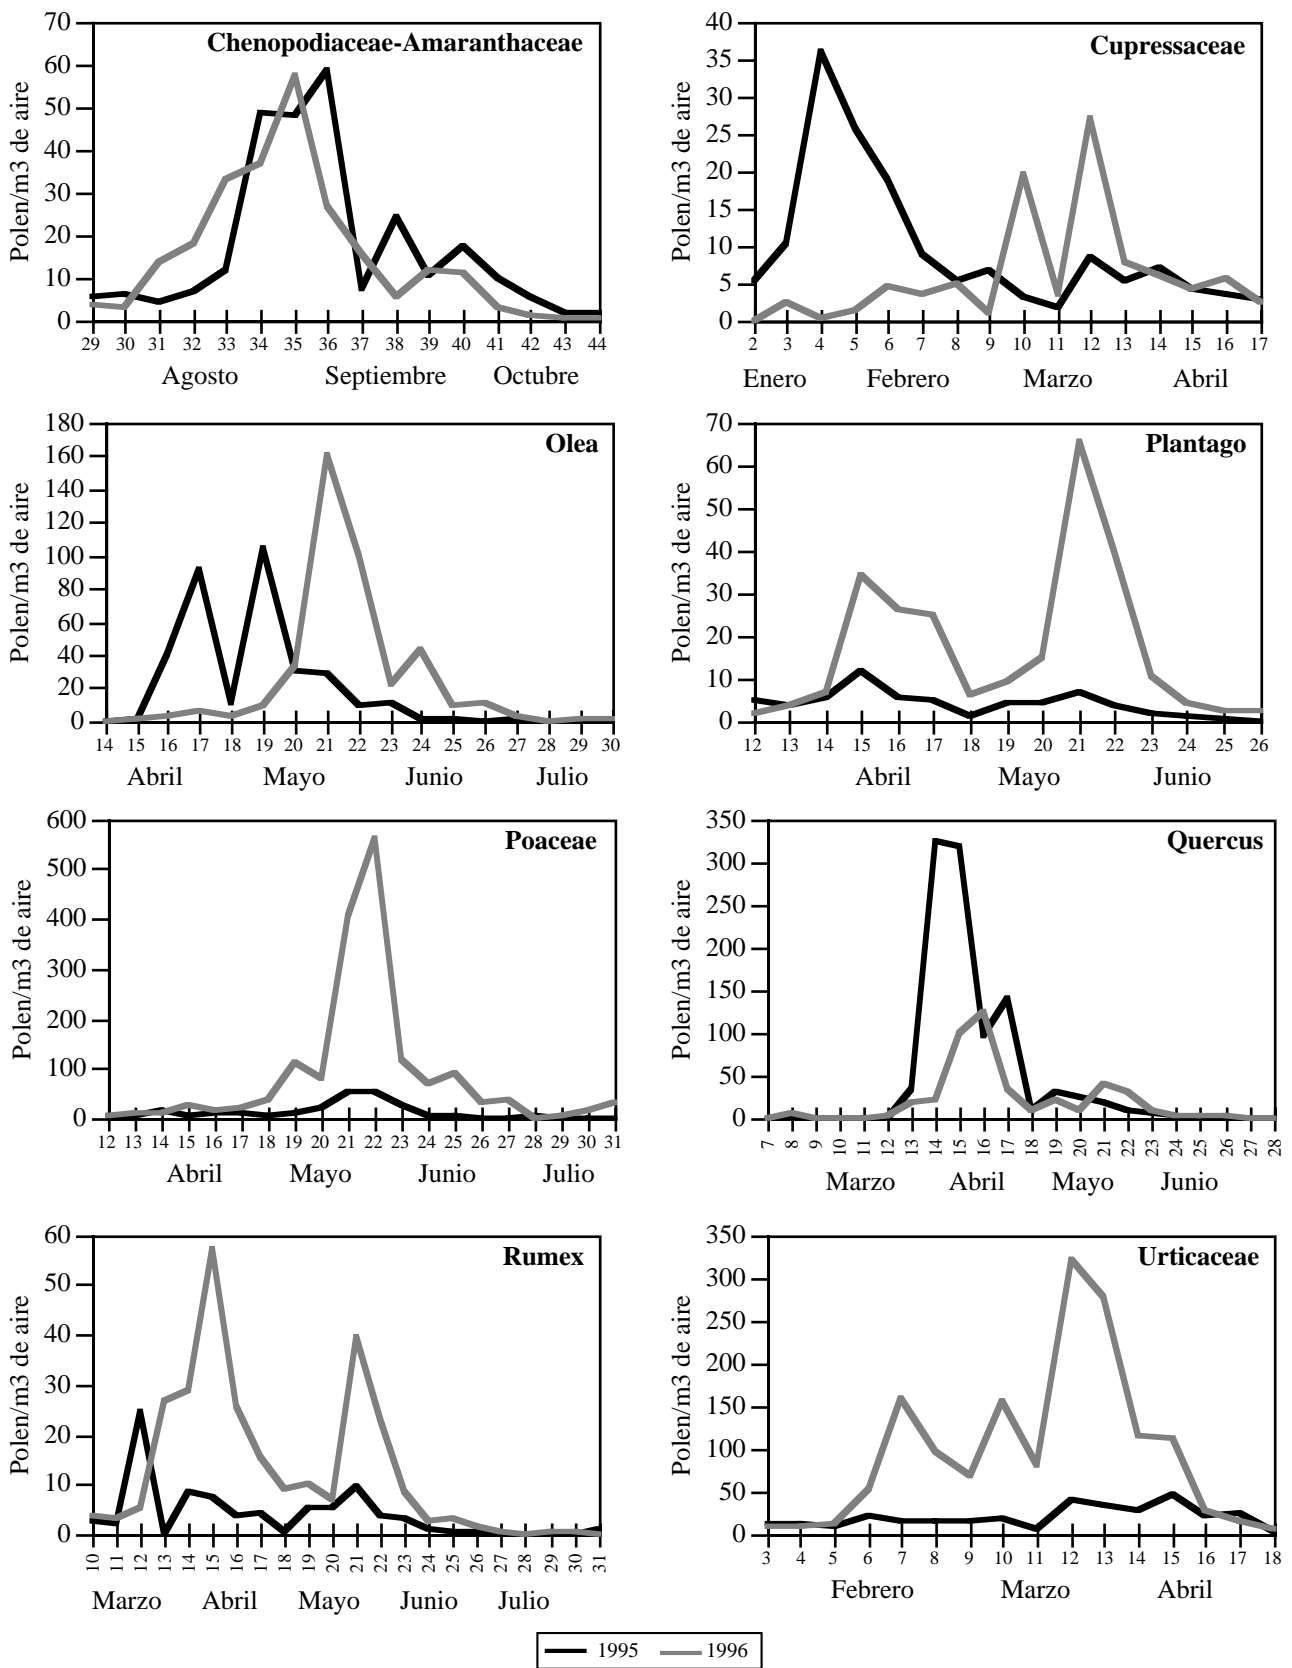 Chenopodiaceae-Amaranthaceae
Polen/m3 de aire
70
60
50
40
30
20
10
0
29 30 31 32 33 34 35 36 37 38 39 40 41 42 43 44
Agosto Septiembre Octubre
Cupressaceae
Polen/m3 de aire
40
35
30
25
20
15
10
5
0
2 3 4 5 6 7 8 9 10 11 12 13 14 15 16 17
Enero Febrero Marzo Abril
Olea
Polen/m3 de aire
180
160
140
120
100
80
60
40
20
0
14 15 16 17 18 19 20 21 22 23 24 25 26 27 28 29 30
Abril Mayo Junio Julio
Plantago
Polen/m3 de aire
70
60
50
40
30
20
10
0
12 13 14 15 16 17 18 19 20 21 22 23 24 25 26
Abril Mayo Junio
Poaceae
Polen/m3 de aire
600
500
400
300
200
100
0
12 13 14 15 16 17 18 19 20 21 22 23 24 25 26 27 28 29 30 31
Abril Mayo Junio Julio
Quercus
Polen/m3 de aire
350
300
250
200
150
100
50
0
7 8 9 10 11 12 13 14 15 16 17 18 19 20 21 22 23 24 25 26 27 28
Marzo Abril Mayo Junio
Rumex
Polen/m3 de aire
60
50
40
30
20
10
0
10 11 12 13 14 15 16 17 18 19 20 21 22 23 24 25 26 27 28 29 30 31
Marzo Abril Mayo Junio Julio
Urticaceae
Polen/m3 de aire
350
300
250
200
150
100
50
0
3 4 5 6 7 8 9 10 11 12 13 14 15 16 17 18
Febrero Marzo Abril
1995 1996